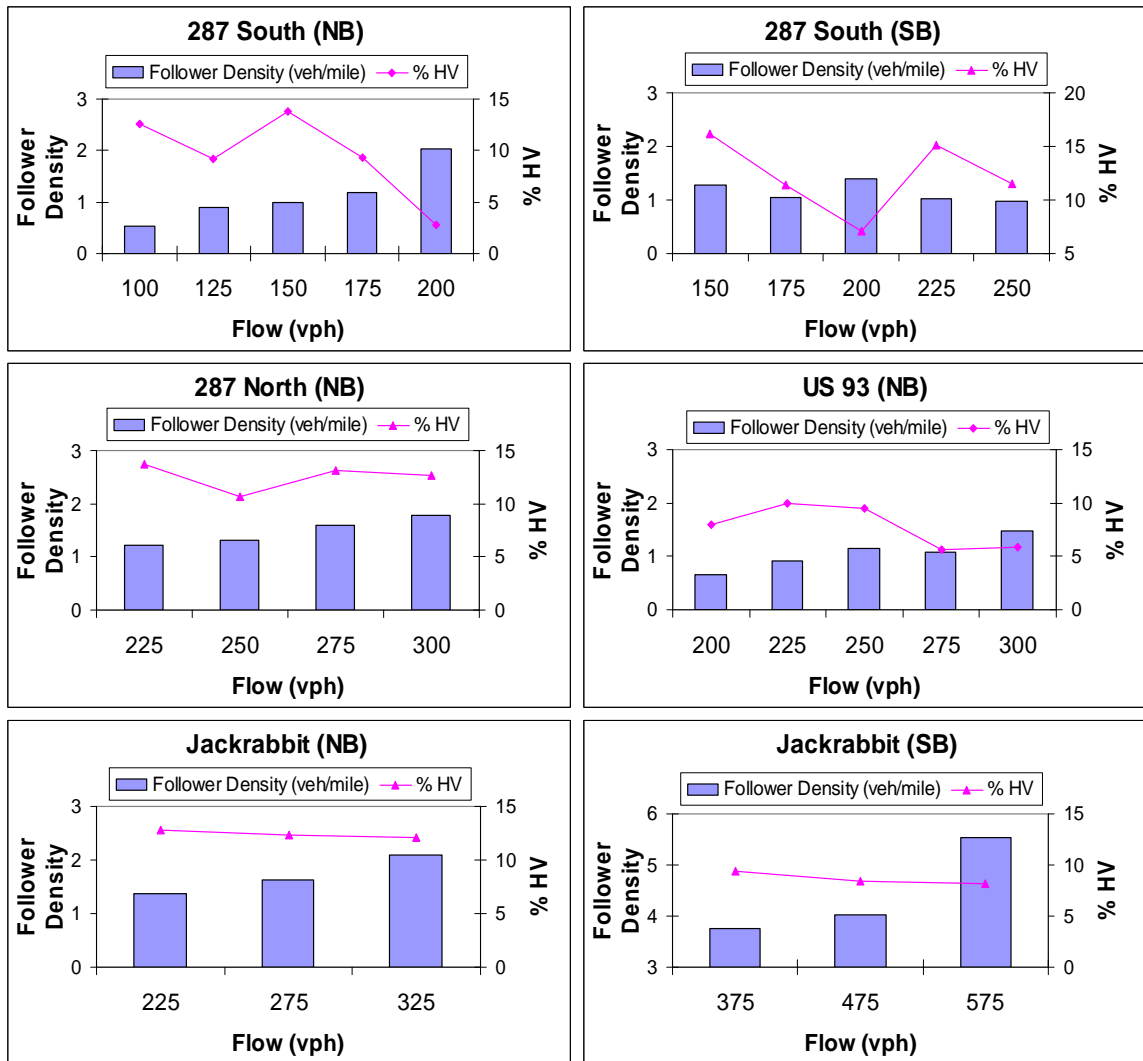 287 South (NB)
Follower Density (veh/mile) % HV
3
2
1
0
15
10
5
0
Follower
Density
% HV
100 125 150 175 200
Flow (vph)
287 South (SB)
Follower Density (veh/mile) % HV
3
2
1
0
20
15
10
5
Follower
Density
% HV
150 175 200 225 250
Flow (vph)
287 North (NB)
Follower Density (veh/mile) % HV
3
2
1
0
15
10
5
0
Follower
Density
% HV
225 250 275 300
Flow (vph)
US 93 (NB)
Follower Density (veh/mile) % HV
3
2
1
0
15
10
5
0
Follower
Density
% HV
200 225 250 275 300
Flow (vph)
Jackrabbit (NB)
Follower Density (veh/mile) % HV
3
2
1
0
15
10
5
0
Follower
Density
% HV
225 275 325
Flow (vph)
Jackrabbit (SB)
Follower Density (veh/mile) % HV
6
5
4
3
15
10
5
0
Follower
Density
% HV
375 475 575
Flow (vph)